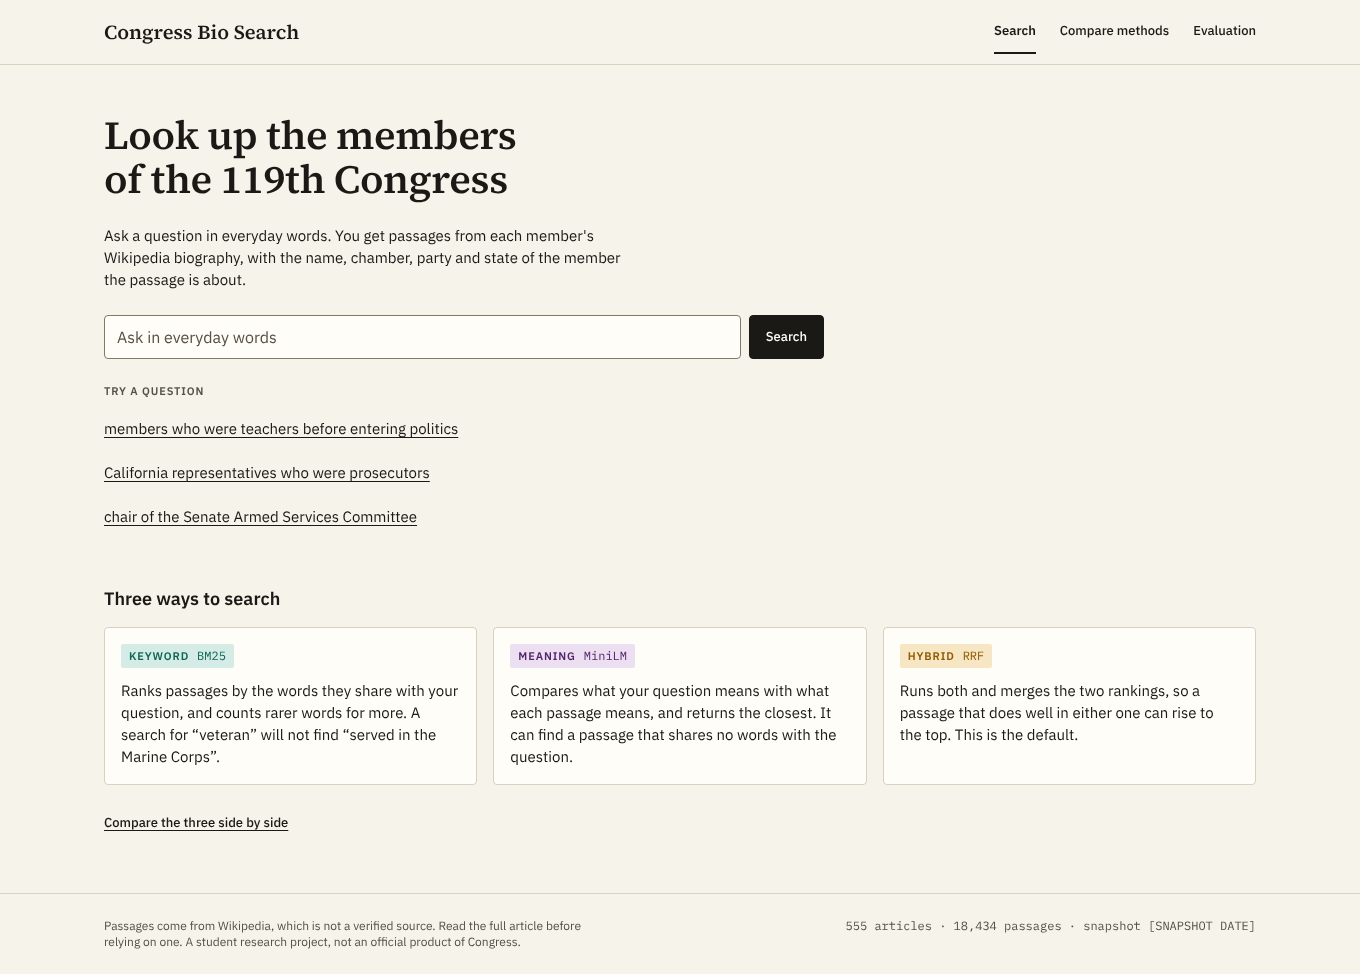 Congress Bio Search
Search Compare methods Evaluation
Look up the members
of the 119th Congress
Ask a question in everyday words. You get passages from each member's
Wikipedia biography, with the name, chamber, party and state of the member
the passage is about.
Ask in everyday words Search
TRY A QUESTION
members who were teachers before entering politics
California representatives who were prosecutors
chair of the Senate Armed Services Committee
Three ways to search
KEYWORD BM25
Ranks passages by the words they share with your
question, and counts rarer words for more. A
search for “veteran” will not find “served in the
Marine Corps”.
MEANING MiniLM
Compares what your question means with what
each passage means, and returns the closest. It
can find a passage that shares no words with the
question.
HYBRID RRF
Runs both and merges the two rankings, so a
passage that does well in either one can rise to
the top. This is the default.
Compare the three side by side
Passages come from Wikipedia, which is not a verified source. Read the full article before
relying on one. A student research project, not an official product of Congress.
555 articles · 18,434 passages · snapshot [SNAPSHOT DATE]